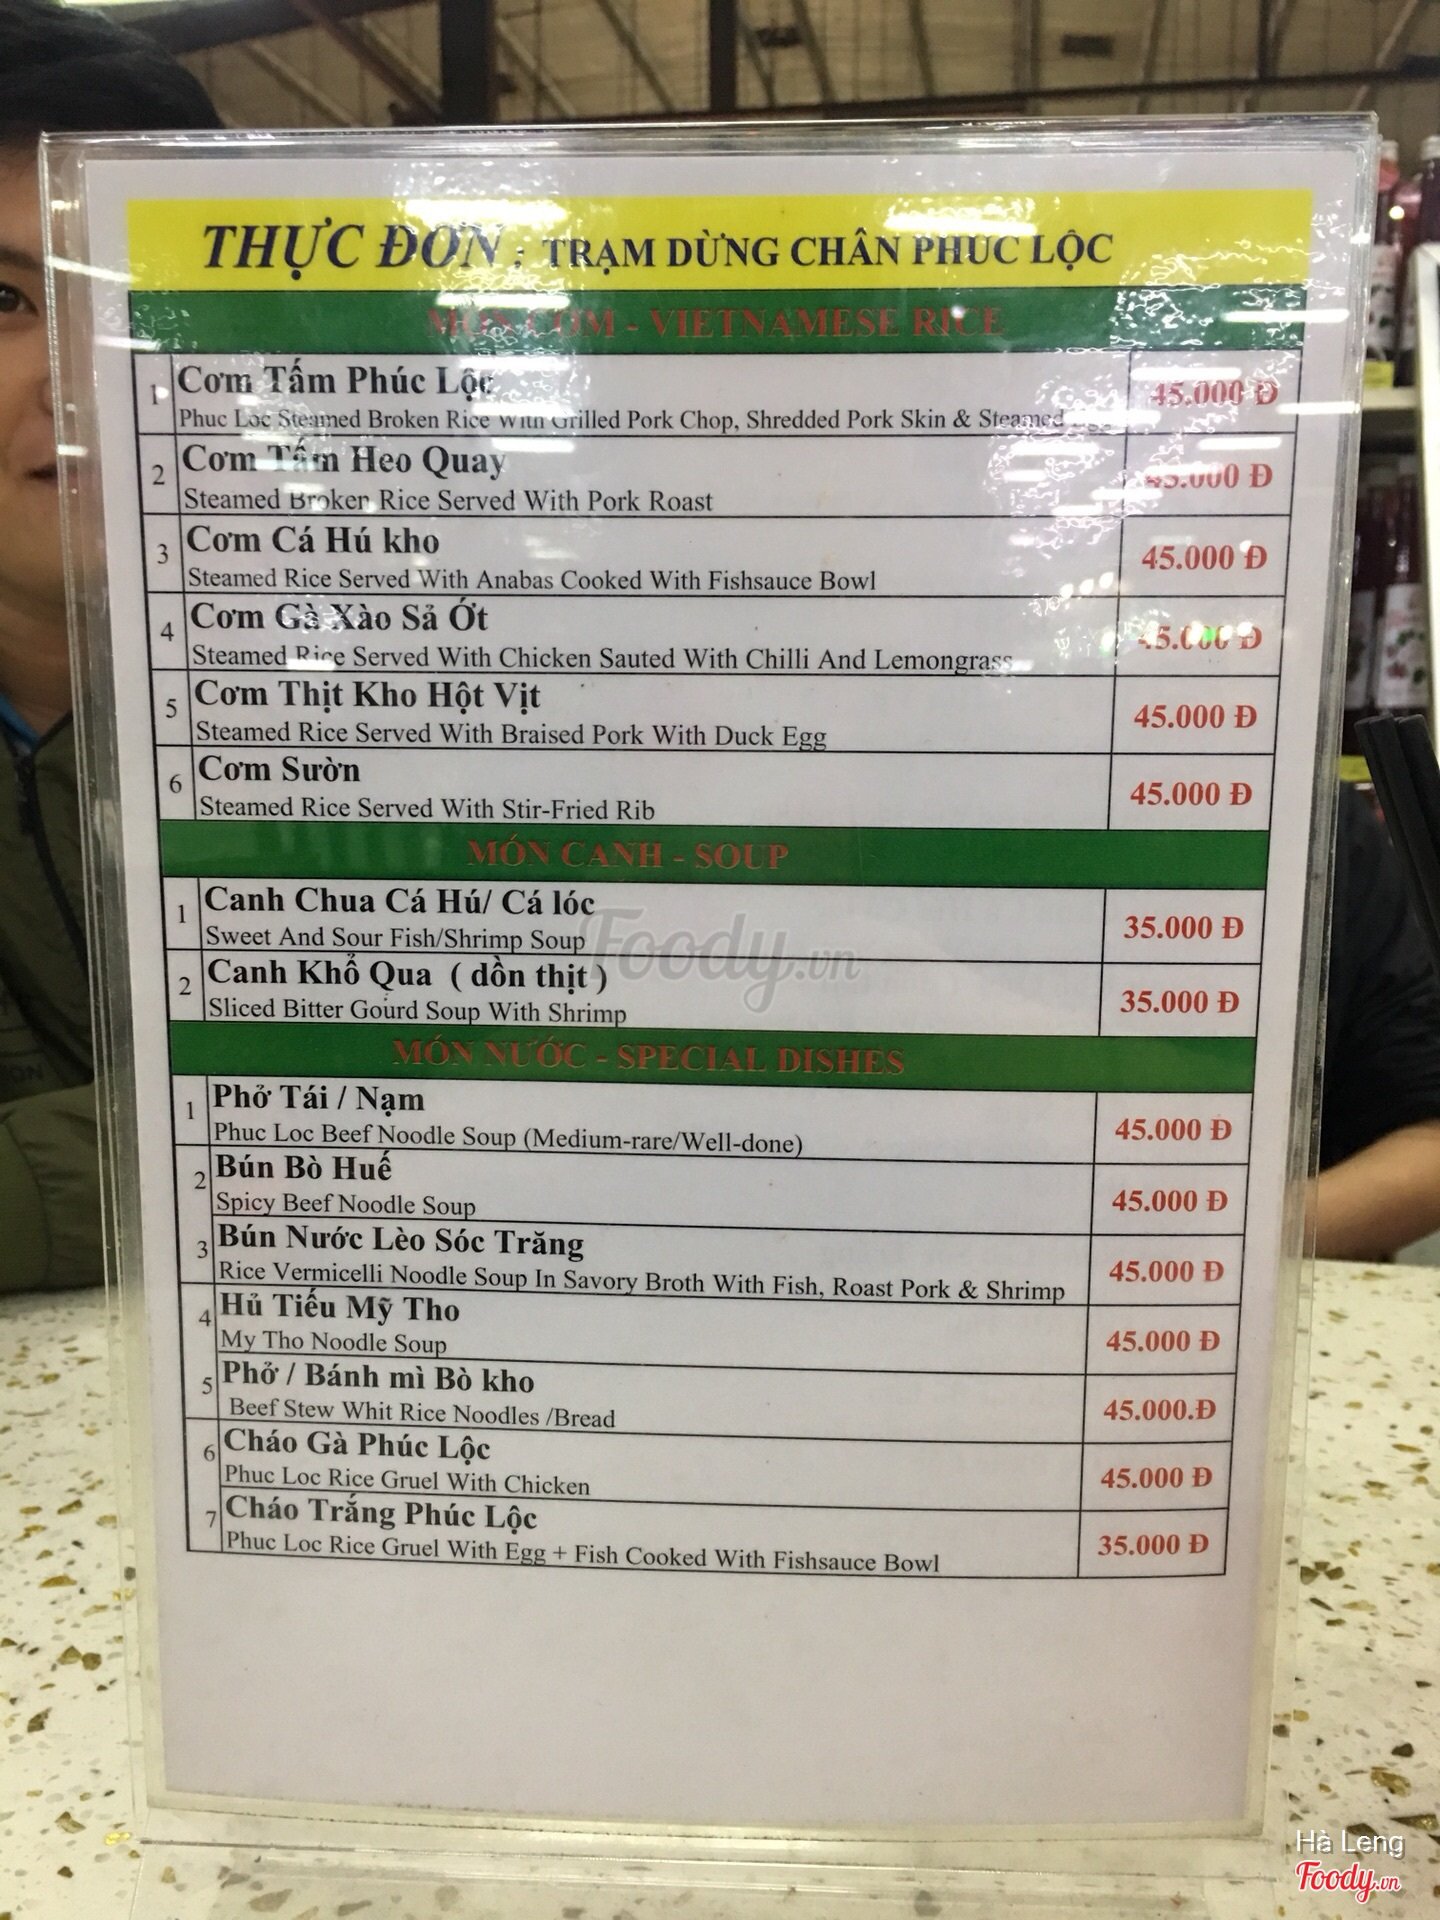 THỰC ĐƠN : TRẠM DỪNG CHÂN PHÚC LỘC
MÓN CƠM - VIETNAMESE RICE
1 Cơm Tấm Phúc Lộc 45.000 Đ
Phuc Loc Steamed Broken Rice With Grilled Pork Chop, Shredded Pork Skin & Steamed Egg
2 Cơm Tấm Heo Quay 45.000 Đ
Steamed Broken Rice Served With Pork Roast
3 Cơm Cá Hú kho 45.000 Đ
Steamed Rice Served With Anabas Cooked With Fishsauce Bowl
4 Cơm Gà Xào Sả Ớt 45.000 Đ
Steamed Rice Served With Chicken Sauted With Chilli And Lemongrass
5 Cơm Thịt Kho Hột Vịt 45.000 Đ
Steamed Rice Served With Braised Pork With Duck Egg
6 Cơm Sườn 45.000 Đ
Steamed Rice Served With Stir-Fried Rib
MÓN CANH - SOUP
1 Canh Chua Cá Hú/ Cá lóc 35.000 Đ
Sweet And Sour Fish/Shrimp Soup
2 Canh Khổ Qua ( dồn thịt ) 35.000 Đ
Sliced Bitter Gourd Soup With Shrimp
MÓN NƯỚC - SPECIAL DISHES
1 Phở Tái / Nạm 45.000 Đ
Phuc Loc Beef Noodle Soup (Medium-rare/Well-done)
2 Bún Bò Huế 45.000 Đ
Spicy Beef Noodle Soup
3 Bún Nước Lèo Sóc Trăng 45.000 Đ
Rice Vermicelli Noodle Soup In Savory Broth With Fish, Roast Pork & Shrimp
4 Hủ Tiếu Mỹ Tho 45.000 Đ
My Tho Noodle Soup
5 Phở / Bánh mì Bò kho 45.000.Đ
Beef Stew Whit Rice Noodles /Bread
6 Cháo Gà Phúc Lộc 45.000 Đ
Phuc Loc Rice Gruel With Chicken
7 Cháo Trắng Phúc Lộc 35.000 Đ
Phuc Loc Rice Gruel With Egg + Fish Cooked With Fishsauce Bowl
Foody.vn
Hà Leng
Foody.vn